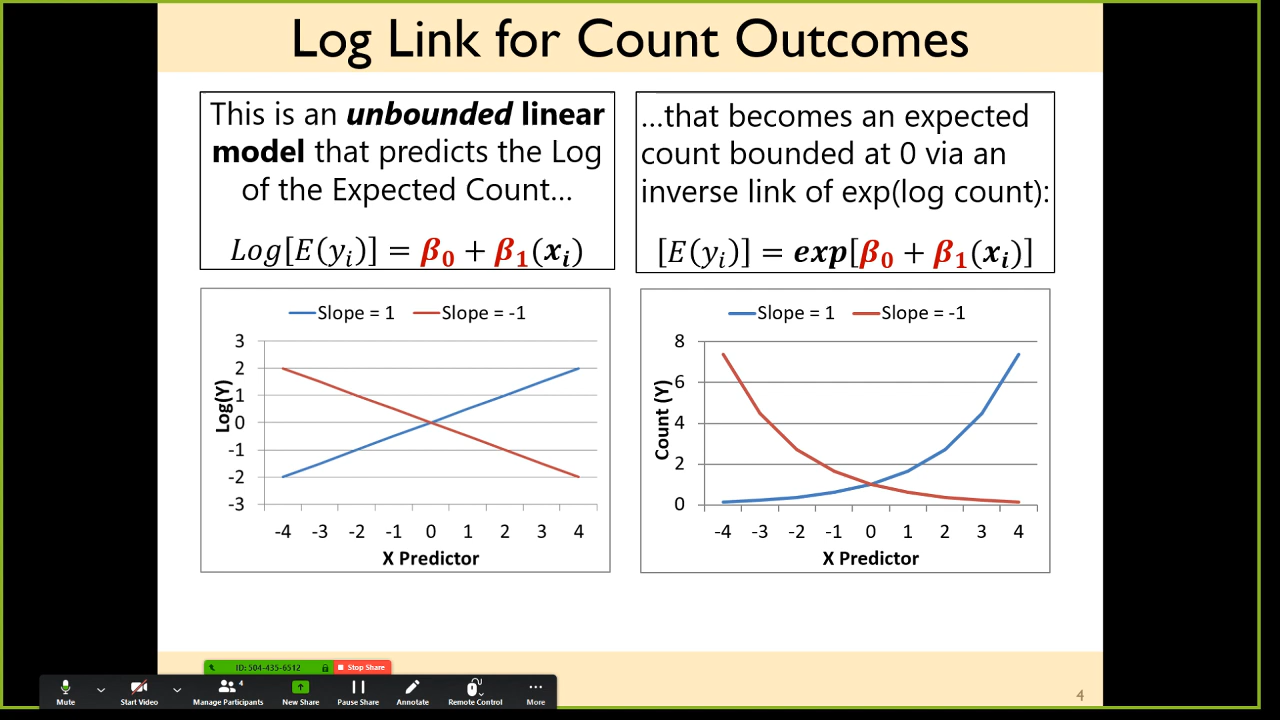 Log Link for Count Outcomes
This is an unbounded linear
model that predicts the Log
of the Expected Count…
Log[E(yᵢ)] = β₀ + β₁(xᵢ)
…that becomes an expected
count bounded at 0 via an
inverse link of exp(log count):
[E(yᵢ)] = exp[β₀ + β₁(xᵢ)]
Slope = 1 Slope = -1
3
2
1
0
-1
-2
-3
Log(Y)
-4 -3 -2 -1 0 1 2 3 4
X Predictor
Slope = 1 Slope = -1
8
6
4
2
0
Count (Y)
-4 -3 -2 -1 0 1 2 3 4
X Predictor
ID: 504-435-6512 Stop Share
4
Mute Start Video Manage Participants New Share Pause Share Annotate Remote Control More
4